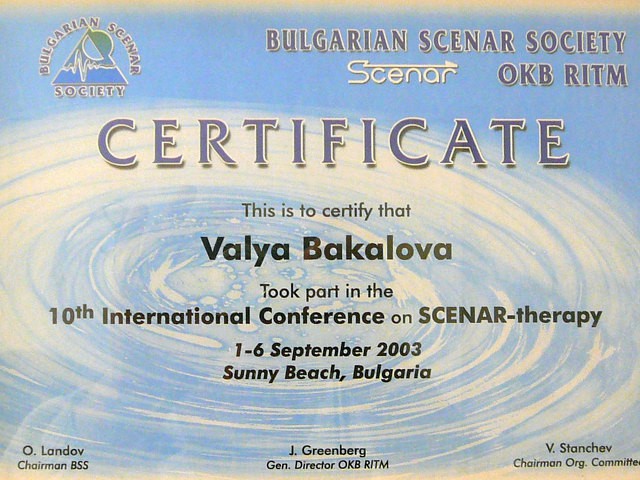 BULGARIAN SCENAR
SOCIETY
BULGARIAN SCENAR SOCIETY
Scenar OKB RITM
CERTIFICATE
This is to certify that
Valya Bakalova
Took part in the
10th International Conference on SCENAR-therapy
1-6 September 2003
Sunny Beach, Bulgaria
O. Landov J. Greenberg V. Stanchev
Chairman BSS Gen. Director OKB RITM Chairman Org. Committee